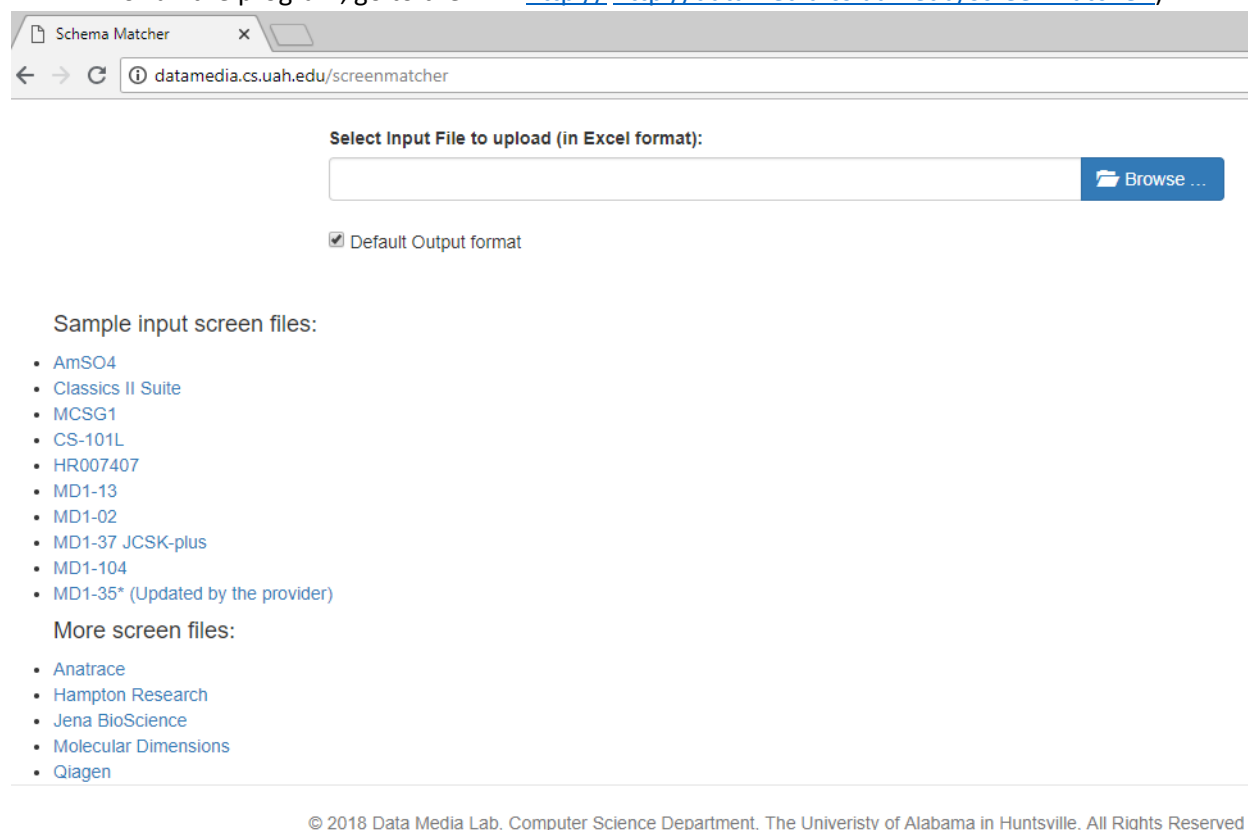 Schema Matcher
datamedia.cs.uah.edu/screenmatcher
Select Input File to upload (in Excel format):
Browse ...
Default Output format
Sample input screen files:
AmSO4
Classics II Suite
MCSG1
CS-101L
HR007407
MD1-13
MD1-02
MD1-37 JCSK-plus
MD1-104
MD1-35* (Updated by the provider)
More screen files:
Anatrace
Hampton Research
Jena BioScience
Molecular Dimensions
Qiagen
© 2018 Data Media Lab, Computer Science Department, The Univeristy of Alabama in Huntsville, All Rights Reserved